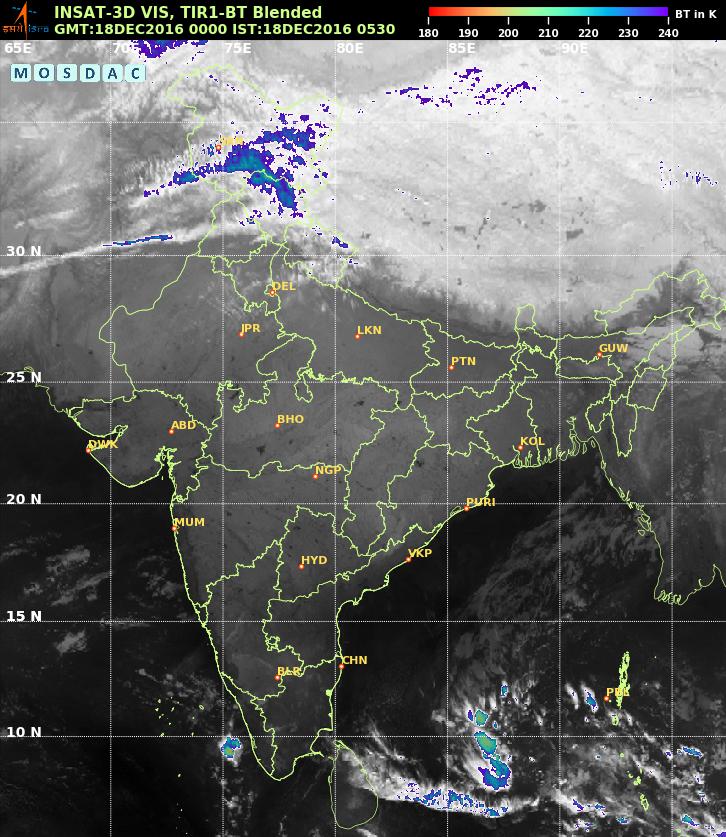 INSAT-3D VIS, TIR1-BT Blended
GMT:18DEC2016 0000 IST:18DEC2016 0530
BT in K
180 190 200 210 220 230 240
65E 70E 75E 80E 85E 90E
MOSDAC
30 N
DEL
JPR
LKN
GUW
PTN
25 N
ABD
BHO
DWK
KOL
NGP
20 N
PURI
MUM
VKP
HYD
15 N
CHN
BLR
10 N